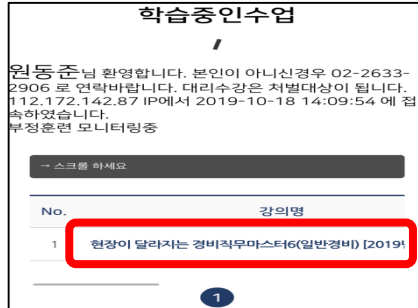 학습중인수업
원동준님 환영합니다. 본인이 아니신경우 02-2633-
2906 로 연락바랍니다. 대리수강은 처벌대상이 됩니다.
112.172.142.87 IP에서 2019-10-18 14:09:54 에 접
속하였습니다.
부정훈련 모니터링중
→ 스크롤 하세요
No. 강의명
1 현장이 달라지는 경비직무마스터6(일반경비) [2019
1